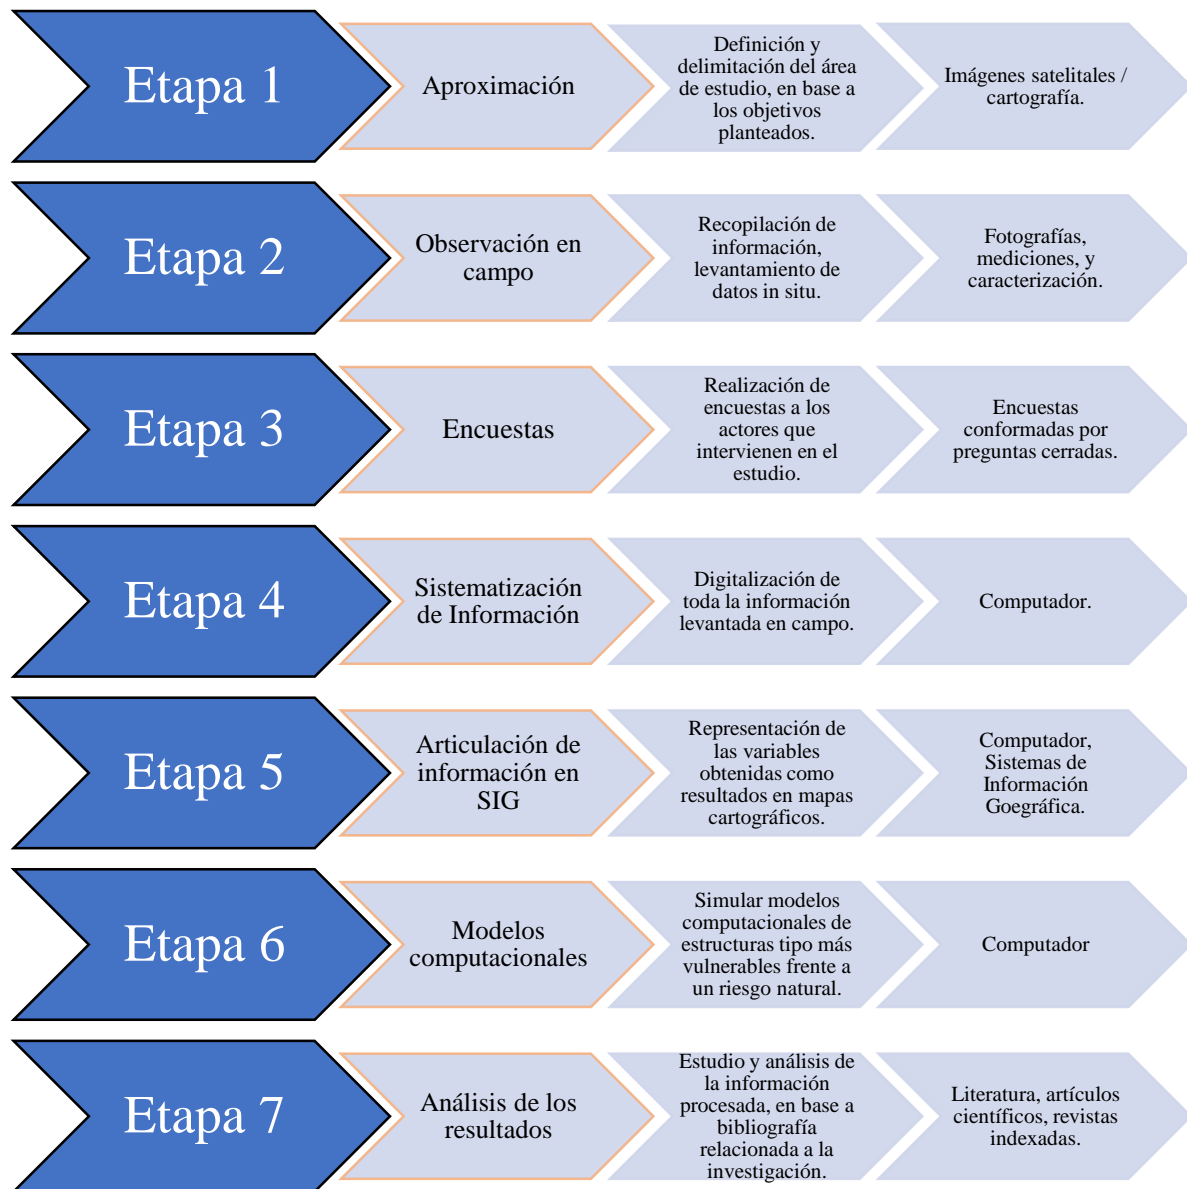 Etapa 1
Aproximación
Definición y
delimitación del área
de estudio, en base a
los objetivos
planteados.
Imágenes satelitales /
cartografía.
Etapa 2
Observación en
campo
Recopilación de
información,
levantamiento de
datos in situ.
Fotografías,
mediciones, y
caracterización.
Etapa 3
Encuestas
Realización de
encuestas a los
actores que
intervienen en el
estudio.
Encuestas
conformadas por
preguntas cerradas.
Etapa 4
Sistematización
de Información
Digitalización de
toda la información
levantada en campo.
Computador.
Etapa 5
Articulación de
información en
SIG
Representación de
las variables
obtenidas como
resultados en mapas
cartográficos.
Computador,
Sistemas de
Información
Goegráfica.
Etapa 6
Modelos
computacionales
Simular modelos
computacionales de
estructuras tipo más
vulnerables frente a
un riesgo natural.
Computador
Etapa 7
Análisis de los
resultados
Estudio y análisis de
la información
procesada, en base a
bibliografía
relacionada a la
investigación.
Literatura, artículos
científicos, revistas
indexadas.